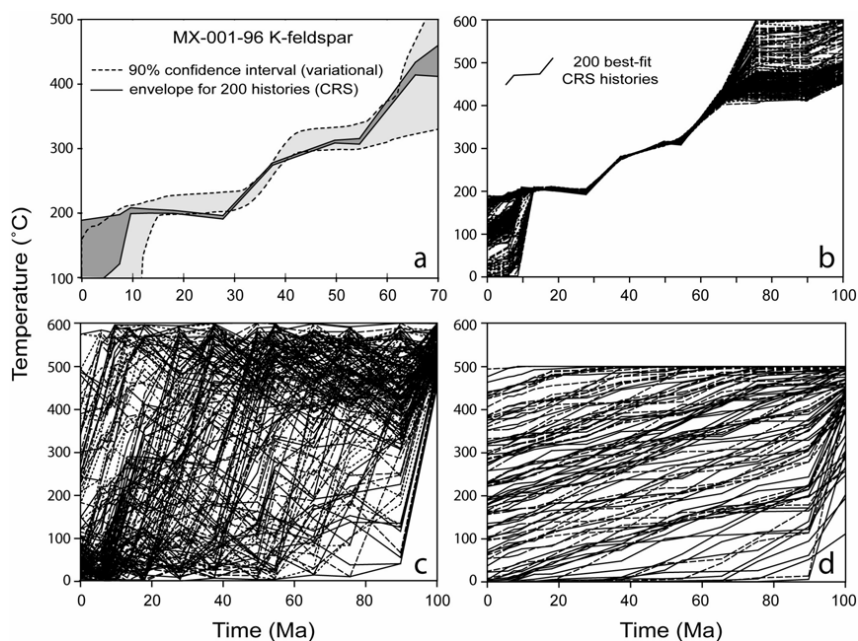 MX-001-96 K-feldspar
90% confidence interval (variational)
envelope for 200 histories (CRS)
500
400
300
200
100
0 10 20 30 40 50 60 70
a
200 best-fit
CRS histories
600
500
400
300
200
100
0
0 20 40 60 80 100
b
Temperature (˚C)
600
500
400
300
200
100
0
0 20 40 60 80 100
c
Time (Ma)
600
500
400
300
200
100
0
0 20 40 60 80 100
d
Time (Ma)